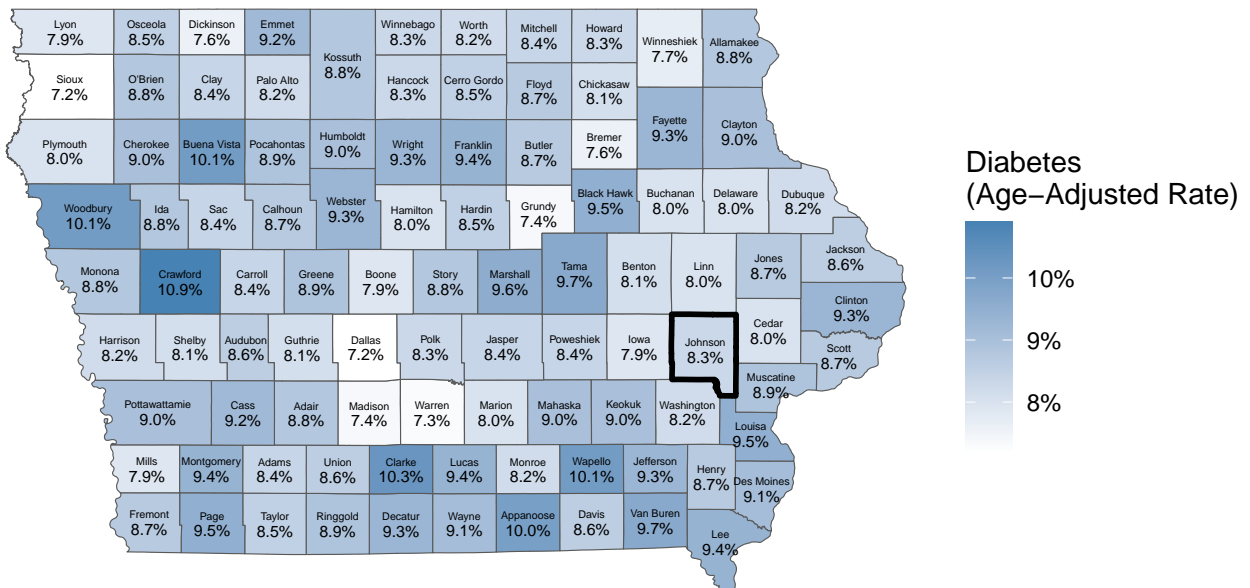 Lyon Osceola Dickinson Emmet Winnebago Worth Mitchell Howard Winneshiek Allamakee
7.9% 8.5% 7.6% 9.2% 8.3% 8.2% 8.4% 8.3% 7.7% 8.8%
Kossuth
8.8%
Sioux O'Brien Clay Palo Alto Hancock Cerro Gordo Floyd Chickasaw
7.2% 8.8% 8.4% 8.2% 8.3% 8.5% 8.7% 8.1%
Fayette Clayton
9.3% 9.0%
Plymouth Cherokee Buena Vista Pocahontas Humboldt Wright Franklin Butler Bremer
8.0% 9.0% 10.1% 8.9% 9.0% 9.3% 9.4% 8.7% 7.6%
Woodbury Ida Sac Calhoun Webster Hamilton Hardin Grundy Black Hawk Buchanan Delaware Dubuque
10.1% 8.8% 8.4% 8.7% 9.3% 8.0% 8.5% 7.4% 9.5% 8.0% 8.0% 8.2%
Monona Crawford Carroll Greene Boone Story Marshall Tama Benton Linn Jones Jackson
8.8% 10.9% 8.4% 8.9% 7.9% 8.8% 9.6% 9.7% 8.1% 8.0% 8.7% 8.6%
Clinton
9.3%
Harrison Shelby Audubon Guthrie Dallas Polk Jasper Poweshiek Iowa Johnson Cedar Scott
8.2% 8.1% 8.6% 8.1% 7.2% 8.3% 8.4% 8.4% 7.9% 8.3% 8.0% 8.7%
Muscatine
8.9%
Pottawattamie Cass Adair Madison Warren Marion Mahaska Keokuk Washington Louisa
9.0% 9.2% 8.8% 7.4% 7.3% 8.0% 9.0% 9.0% 8.2% 9.5%
Mills Montgomery Adams Union Clarke Lucas Monroe Wapello Jefferson Henry Des Moines
7.9% 9.4% 8.4% 8.6% 10.3% 9.4% 8.2% 10.1% 9.3% 8.7% 9.1%
Fremont Page Taylor Ringgold Decatur Wayne Appanoose Davis Van Buren Lee
8.7% 9.5% 8.5% 8.9% 9.3% 9.1% 10.0% 8.6% 9.7% 9.4%
Diabetes
(Age−Adjusted Rate)
10%
9%
8%